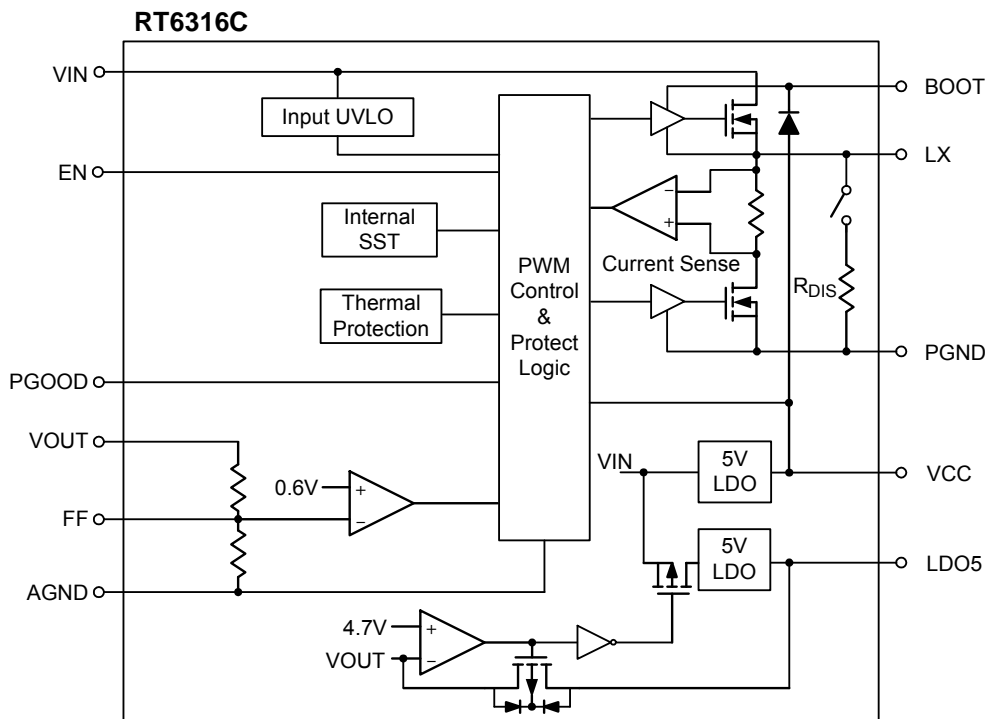 RT6316C
VIN
BOOT
Input UVLO
LX
EN
−
+
Internal
SST
Current Sense
PWM
Control
&
Protect
Logic
RDIS
Thermal
Protection
PGND
PGOOD
VOUT
VIN
5V
LDO
VCC
0.6V
+
−
FF
5V
LDO
LDO5
AGND
4.7V
+
VOUT
−